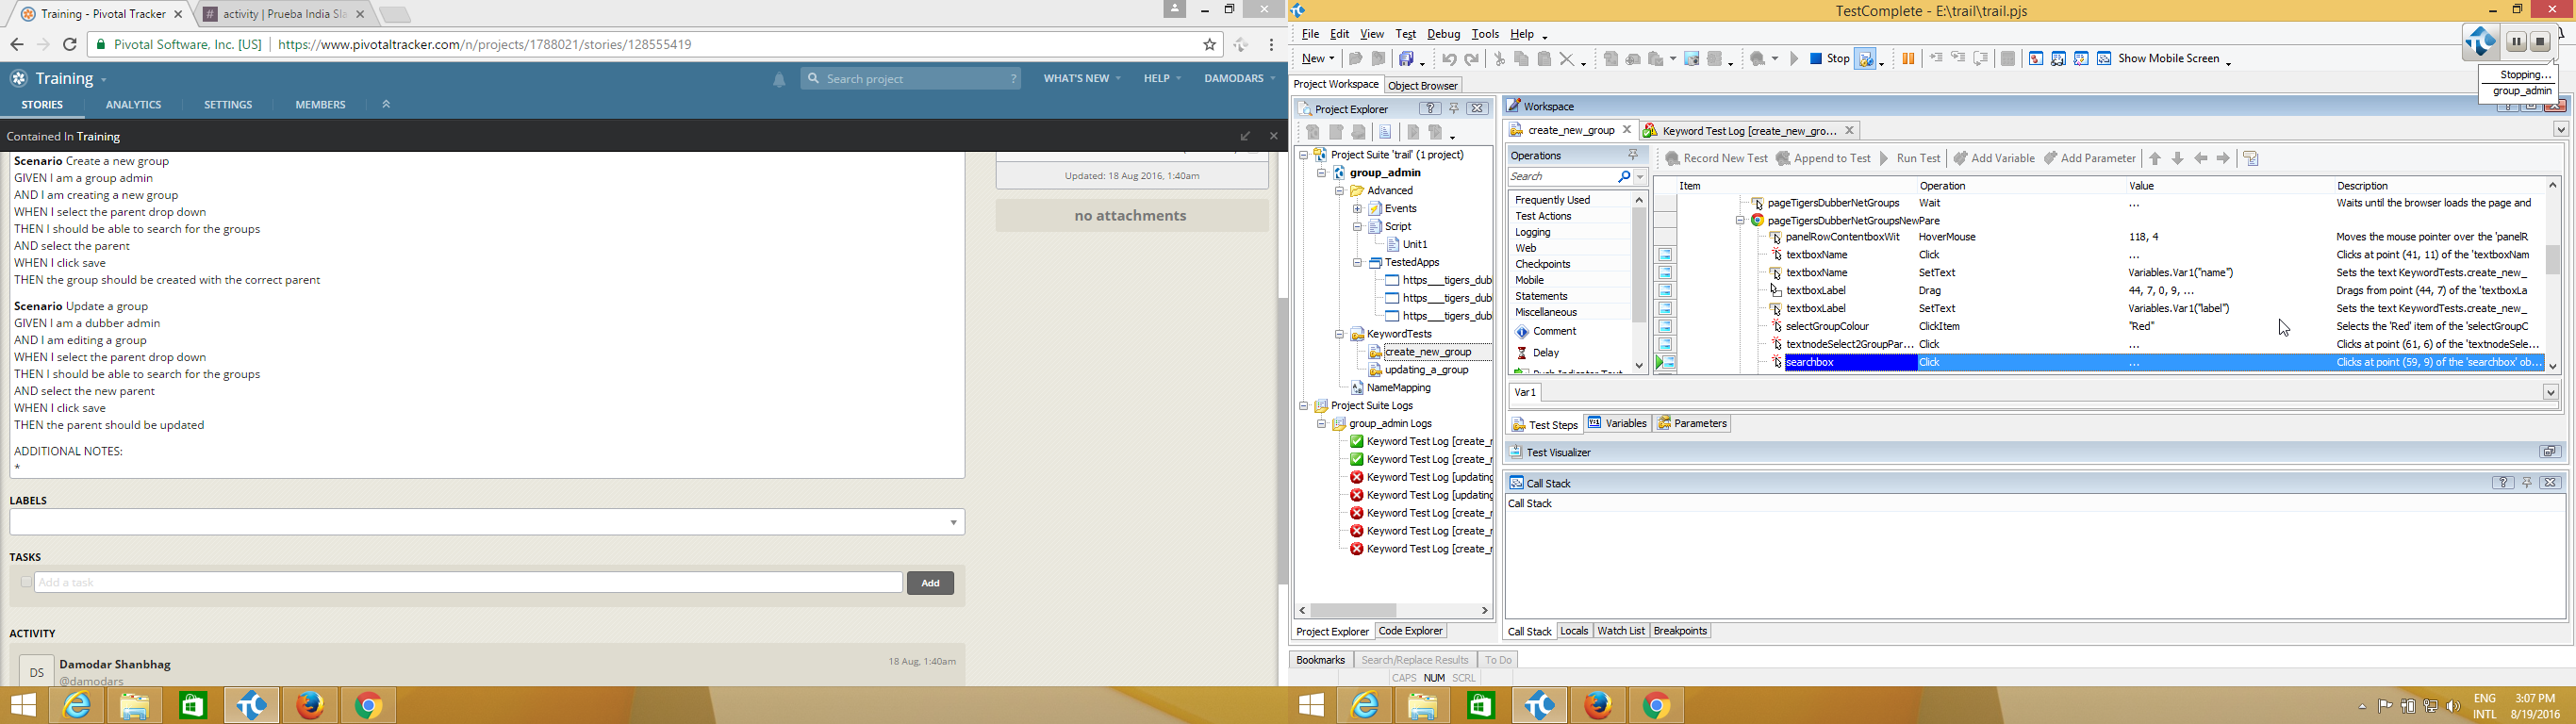 Training - Pivotal Tracker
activity | Prueba India Sla
Pivotal Software, Inc. [US]
https://www.pivotaltracker.com/n/projects/1788021/stories/128555419
Training
Search project
?
WHAT'S NEW
HELP
DAMODARS
STORIES
ANALYTICS
SETTINGS
MEMBERS
Contained In Training
Scenario Create a new group
GIVEN I am a group admin
AND I am creating a new group
WHEN I select the parent drop down
THEN I should be able to search for the groups
AND select the parent
WHEN I click save
THEN the group should be created with the correct parent
Scenario Update a group
GIVEN I am a dubber admin
AND I am editing a group
WHEN I select the parent drop down
THEN I should be able to search for the groups
AND select the new parent
WHEN I click save
THEN the parent should be updated
ADDITIONAL NOTES:
*
Updated: 18 Aug 2016, 1:40am
no attachments
LABELS
TASKS
Add a task
Add
ACTIVITY
DS
Damodar Shanbhag
@damodars
18 Aug, 1:40am
TestComplete - E:\trail\trail.pjs
File Edit View Test Debug Tools Help
New
Stop
Show Mobile Screen
Stopping...
group_admin
Project Workspace
Object Browser
Project Explorer
Project Suite 'trail' (1 project)
group_admin
Advanced
Events
Script
Unit1
TestedApps
https___tigers_dub
https___tigers_dub
https___tigers_dub
KeywordTests
create_new_group
updating_a_group
NameMapping
Project Suite Logs
group_admin Logs
Keyword Test Log [create_r
Keyword Test Log [create_r
Keyword Test Log [updating
Keyword Test Log [updating
Keyword Test Log [create_r
Keyword Test Log [create_r
Keyword Test Log [create_r
Project Explorer
Code Explorer
Workspace
create_new_group
Keyword Test Log [create_new_gro...
Operations
Search
Frequently Used
Test Actions
Logging
Web
Checkpoints
Mobile
Statements
Miscellaneous
Comment
Delay
Record New Test
Append to Test
Run Test
Add Variable
Add Parameter
Item Operation Value Description
pageTigersDubberNetGroups Wait ... Waits until the browser loads the page and
pageTigersDubberNetGroupsNewPare
panelRowContentboxWit HoverMouse 118, 4 Moves the mouse pointer over the 'panelR
textboxName Click ... Clicks at point (41, 11) of the 'textboxNam
textboxName SetText Variables.Var1("name") Sets the text KeywordTests.create_new_
textboxLabel Drag 44, 7, 0, 9, ... Drags from point (44, 7) of the 'textboxLa
textboxLabel SetText Variables.Var1("label") Sets the text KeywordTests.create_new_
selectGroupColour ClickItem "Red" Selects the 'Red' item of the 'selectGroupC
textnodeSelect2GroupPar... Click ... Clicks at point (61, 6) of the 'textnodeSele...
searchbox Click ... Clicks at point (59, 9) of the 'searchbox' ob...
Var1
Test Steps
Variables
Parameters
Test Visualizer
Call Stack
Call Stack
Call Stack
Locals
Watch List
Breakpoints
Bookmarks
Search/Replace Results
To Do
CAPS NUM SCRL
ENG
INTL
3:07 PM
8/19/2016